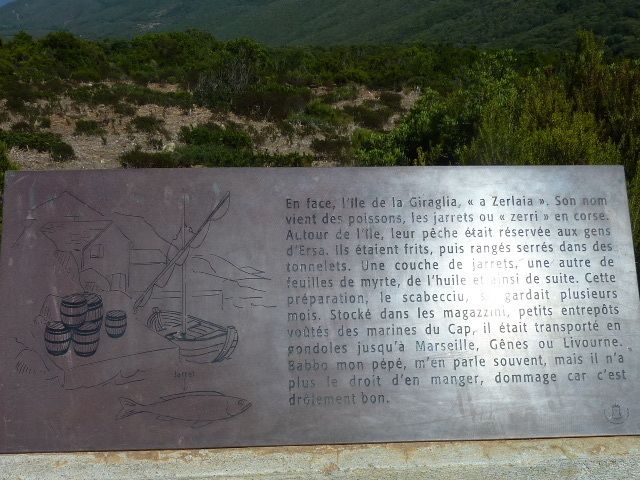 En face, l'île de la Giraglia, « a Zerlaia ». Son nom
vient des poissons, les jarrets ou « zerri » en corse.
Autour de l'île, leur pêche était réservée aux gens
d'Ersa. Ils étaient frits, puis rangés serrés dans des
tonnelets. Une couche de jarrets, une autre de
feuilles de myrte, de l'huile et ainsi de suite. Cette
préparation, le scabecciu, se gardait plusieurs
mois. Stocké dans les magazzini, petits entrepôts
voûtés des marines du Cap, il était transporté en
gondoles jusqu'à Marseille, Gênes ou Livourne.
Babbo mon pépé, m'en parle souvent, mais il n'a
plus le droit d'en manger, dommage car c'est
drôlement bon.
jarret